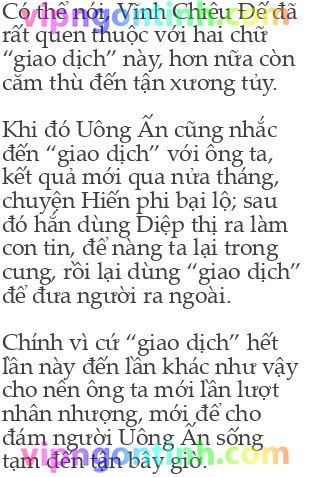 Có thể nói, Vĩnh Chiêu Đế đã
rất quen thuộc với hai chữ
“giao dịch” này, hơn nữa còn
căm thù đến tận xương tủy.
Khi đó Uông Ấn cũng nhắc
đến “giao dịch” với ông ta,
kết quả mới qua nửa tháng,
chuyện Hiến phi bại lộ; sau
đó hắn dùng Diệp thị ra làm
con tin, để nàng ta lại trong
cung, rồi lại dùng “giao dịch”
để đưa người ra ngoài.
Chính vì cứ “giao dịch” hết
lần này đến lần khác như vậy
cho nên ông ta mới lần lượt
nhân nhượng, mới để cho
đám người Uông Ấn sống
tạm đến tận bây giờ.
vipngontinh.com
vipngontinh.com